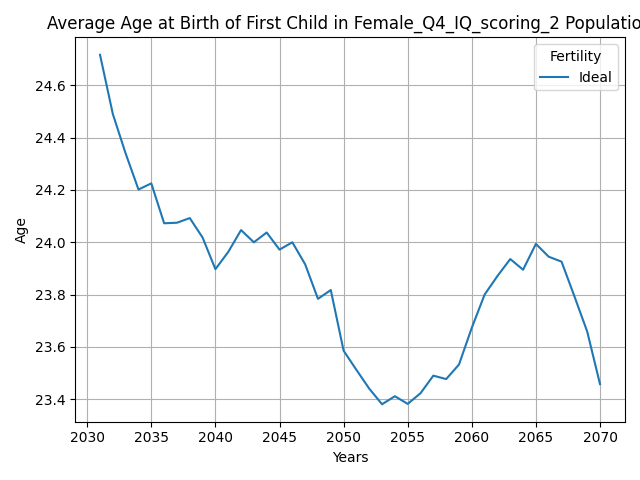 Average Age at Birth of First Child in Female_Q4_IQ_scoring_2 Populatio
Fertility
Ideal
24.6
24.4
24.2
24.0
23.8
23.6
23.4
Age
2030 2035 2040 2045 2050 2055 2060 2065 2070
Years